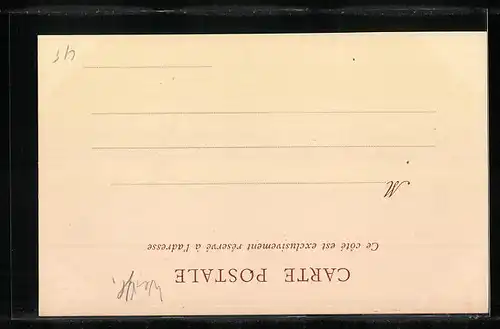 CARTE POSTALE
Ce côté est exclusivement réservé à l'adresse
M
45